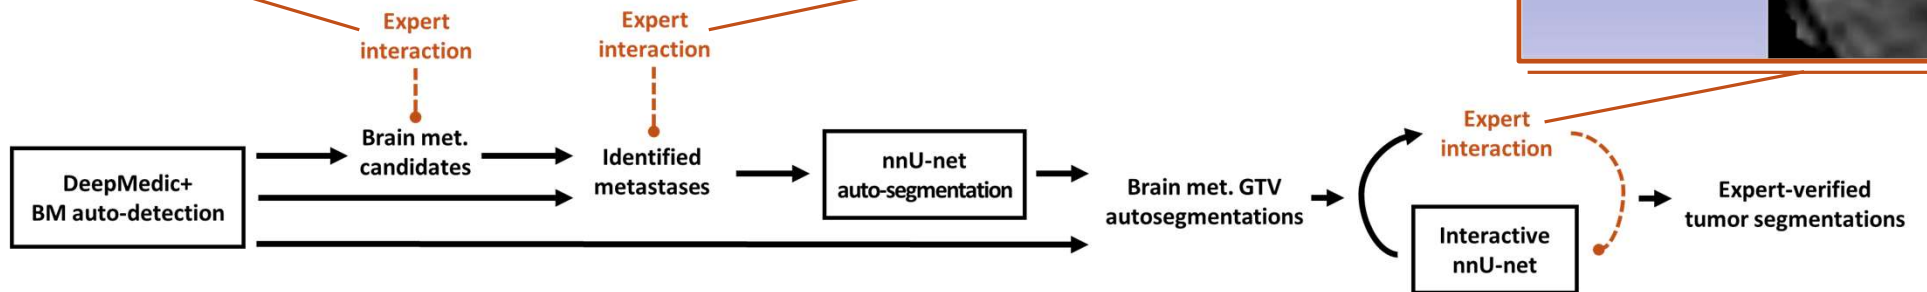 Expert
interaction
Expert
interaction
DeepMedic+
BM auto-detection
Brain met.
candidates
Identified
metastases
nnU-net
auto-segmentation
Brain met. GTV
autosegmentations
Expert
interaction
Interactive
nnU-net
Expert-verified
tumor segmentations